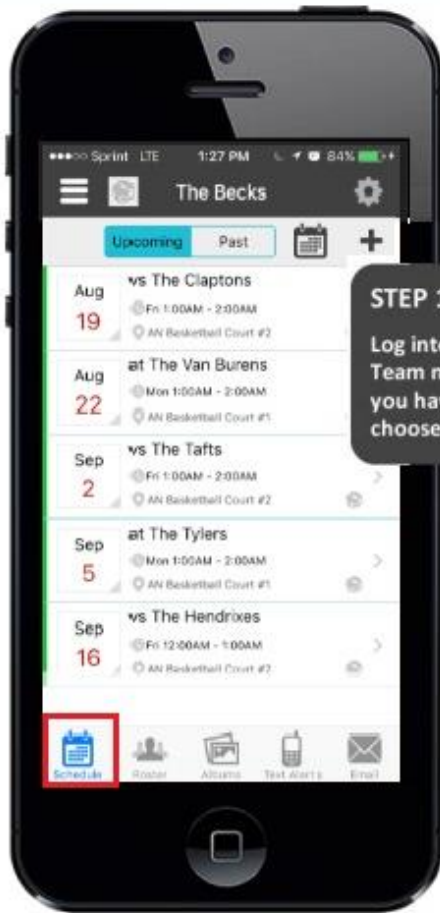 Sprint LTE 1:27 PM 84%
The Becks
Upcoming Past
Aug 19
vs The Claptons
Fri 1:00AM - 2:00AM
AN Basketball Court #2
Aug 22
at The Van Burens
Mon 1:00AM - 2:00AM
AN Basketball Court #1
Sep 2
vs The Tafts
Fri 1:00AM - 2:00AM
AN Basketball Court #2
Sep 5
at The Tylers
Mon 1:00AM - 2:00AM
AN Basketball Court #1
Sep 16
vs The Hendrixes
Fri 12:00AM - 1:00AM
AN Basketball Court #2
Schedule Roster Albums Text Alerts Email
STEP 1
Log into
Team
you
choose